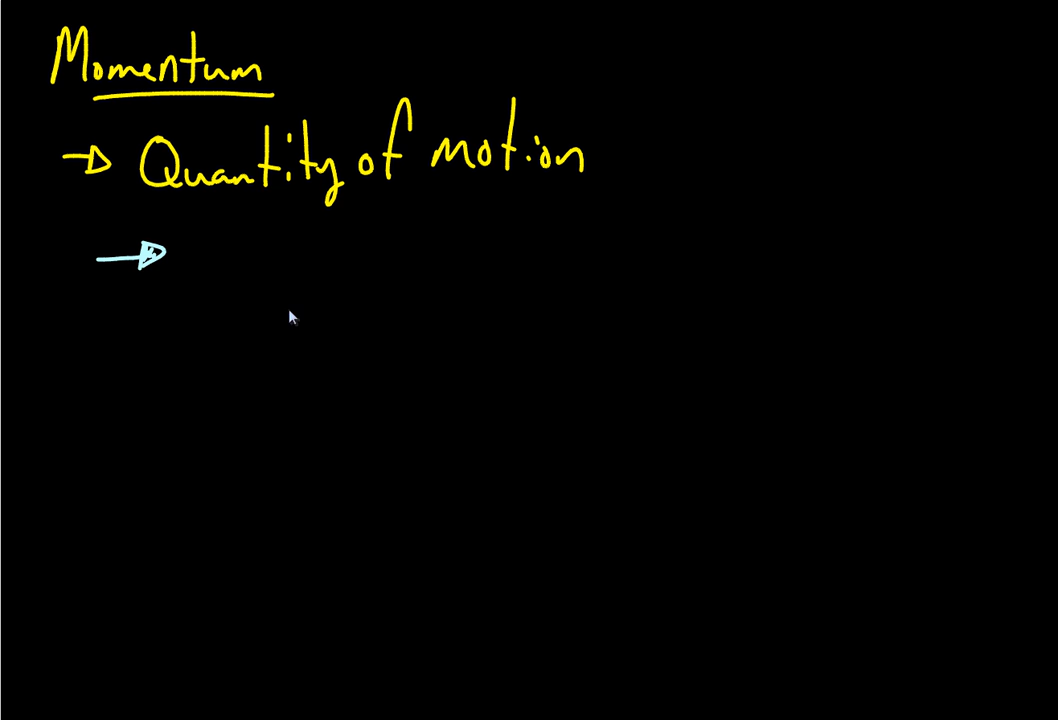 Momentum
→ Quantity of motion
→